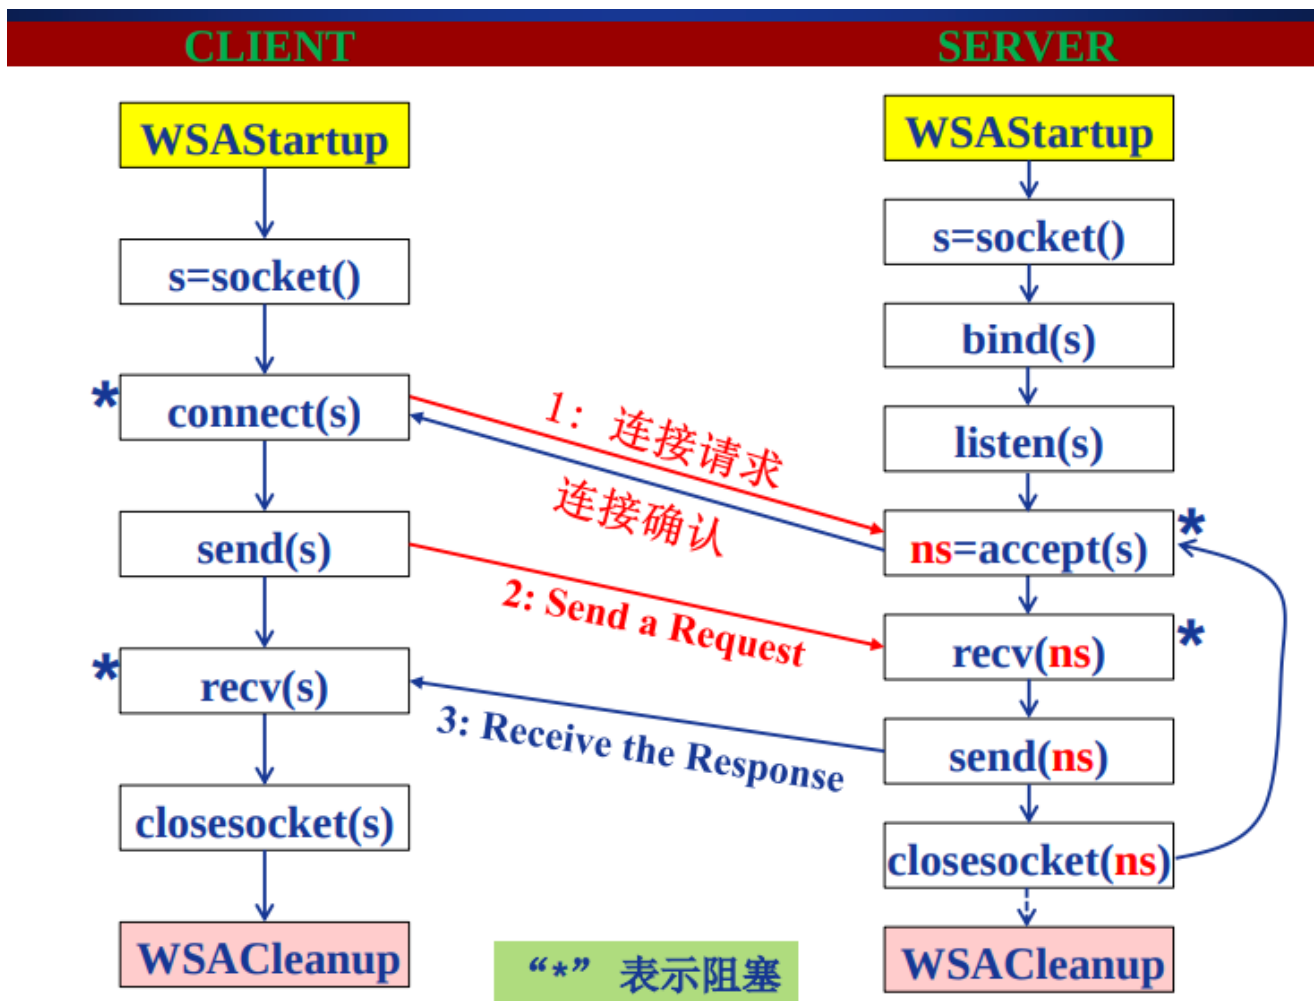 CLIENT
SERVER
WSAStartup
s=socket()
* connect(s)
send(s)
* recv(s)
closesocket(s)
WSACleanup
1：连接请求
连接确认
2: Send a Request
3: Receive the Response
WSAStartup
s=socket()
bind(s)
listen(s)
ns=accept(s) *
recv(ns) *
send(ns)
closesocket(ns)
WSACleanup
“*” 表示阻塞